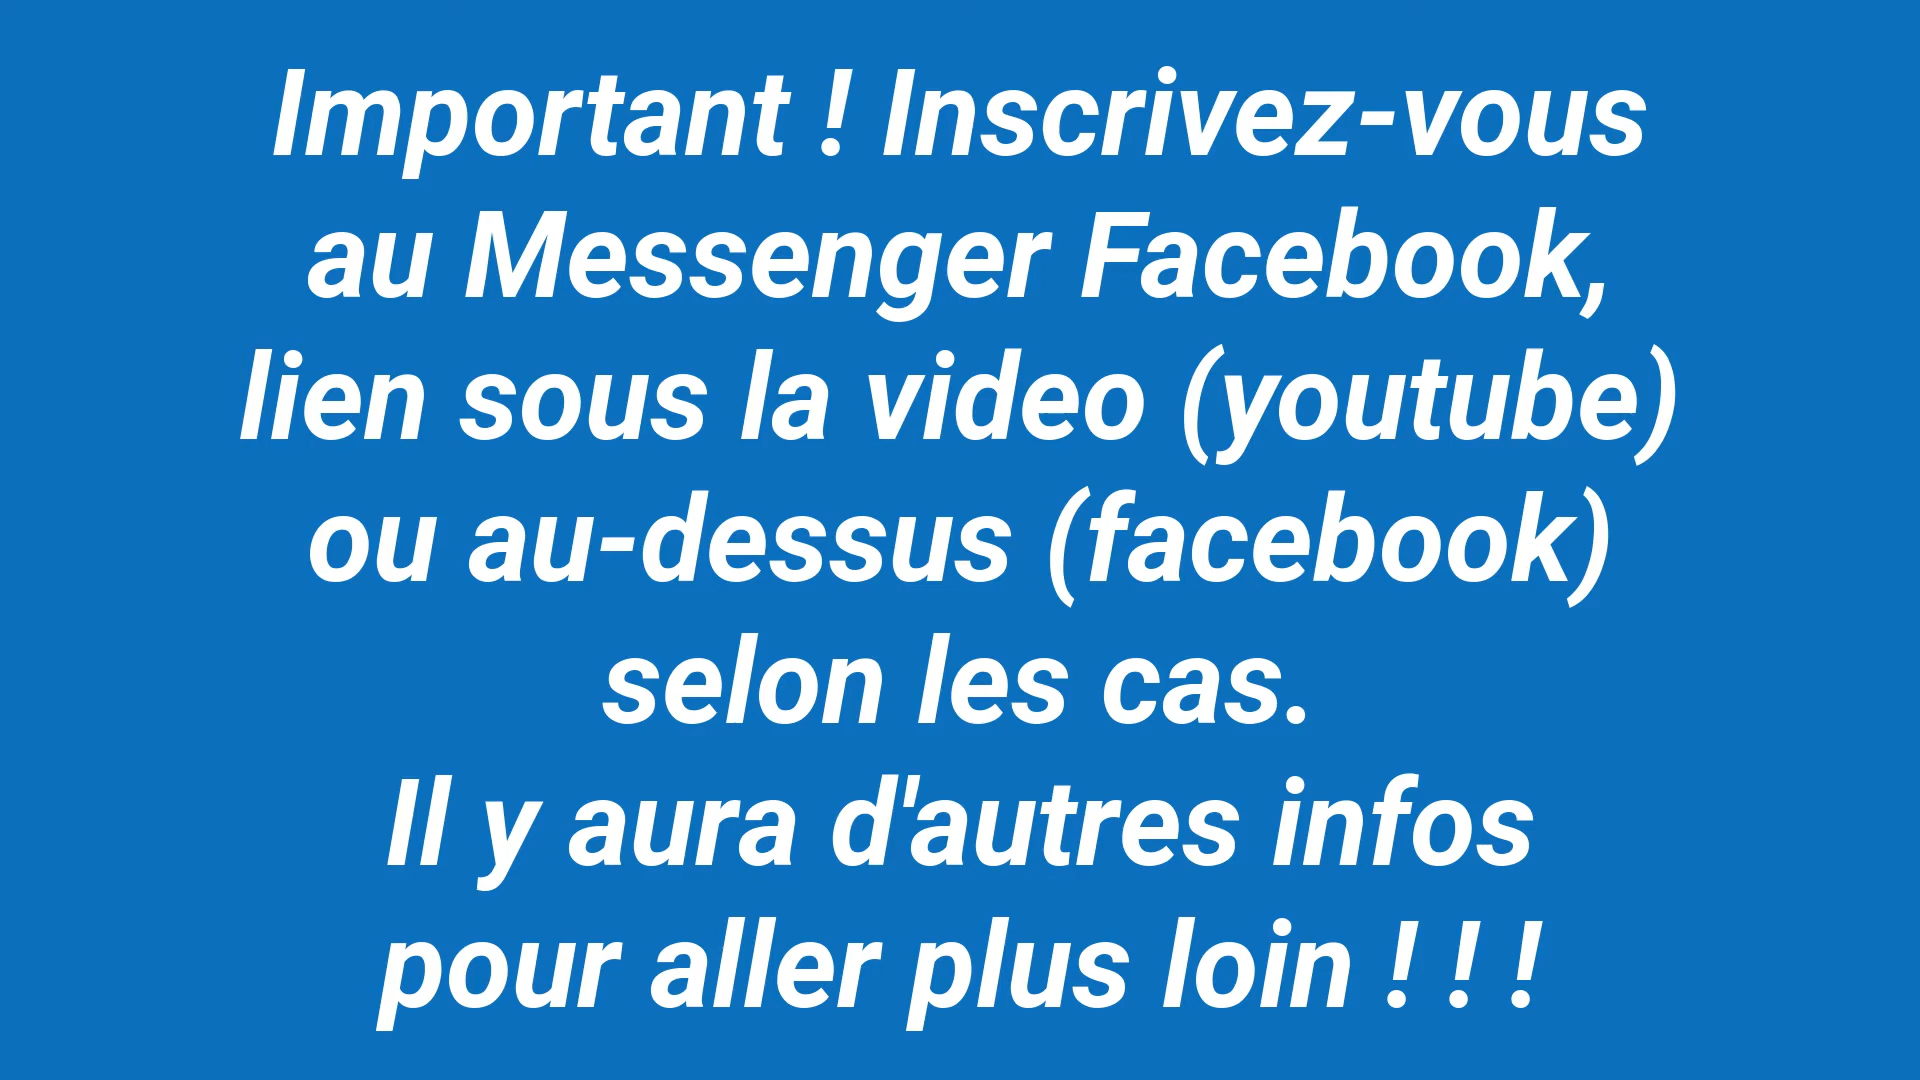 Important ! Inscrivez-vous
au Messenger Facebook,
lien sous la video (youtube)
ou au-dessus (facebook)
selon les cas.
Il y aura d'autres infos
pour aller plus loin ! ! !